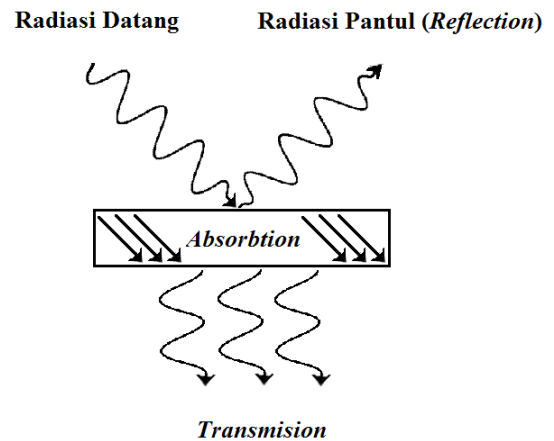 Radiasi Datang
Radiasi Pantul (Reflection)
Absorbtion
Transmision